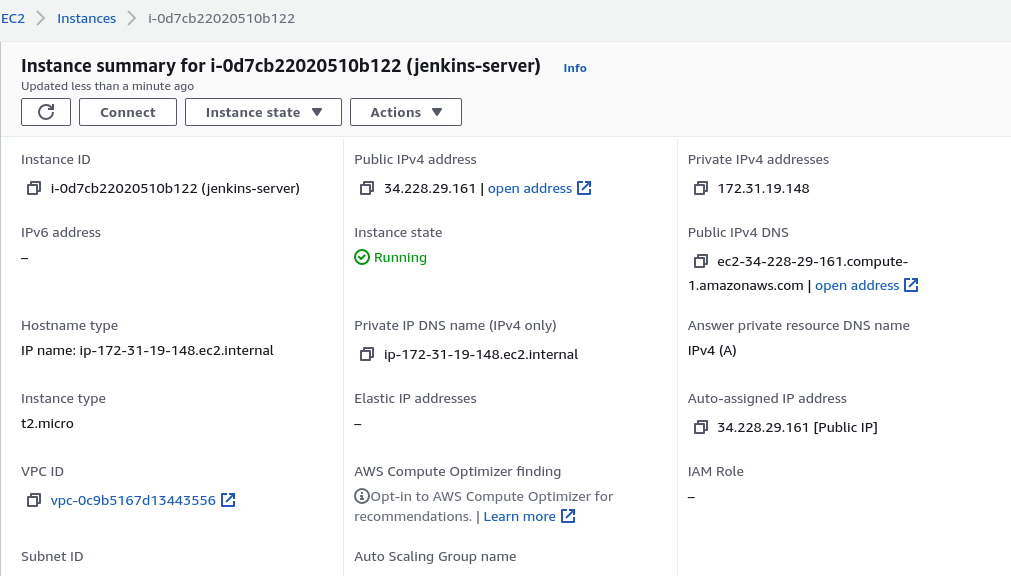 EC2 > Instances > i-0d7cb22020510b122
Instance summary for i-0d7cb22020510b122 (jenkins-server) Info
Updated less than a minute ago
Connect Instance state Actions
Instance ID
i-0d7cb22020510b122 (jenkins-server)
Public IPv4 address
34.228.29.161 | open address
Private IPv4 addresses
172.31.19.148
IPv6 address
–
Instance state
Running
Public IPv4 DNS
ec2-34-228-29-161.compute-
1.amazonaws.com | open address
Hostname type
IP name: ip-172-31-19-148.ec2.internal
Private IP DNS name (IPv4 only)
ip-172-31-19-148.ec2.internal
Answer private resource DNS name
IPv4 (A)
Instance type
t2.micro
Elastic IP addresses
–
Auto-assigned IP address
34.228.29.161 [Public IP]
VPC ID
vpc-0c9b5167d13443556
AWS Compute Optimizer finding
Opt-in to AWS Compute Optimizer for
recommendations. | Learn more
IAM Role
–
Subnet ID
Auto Scaling Group name